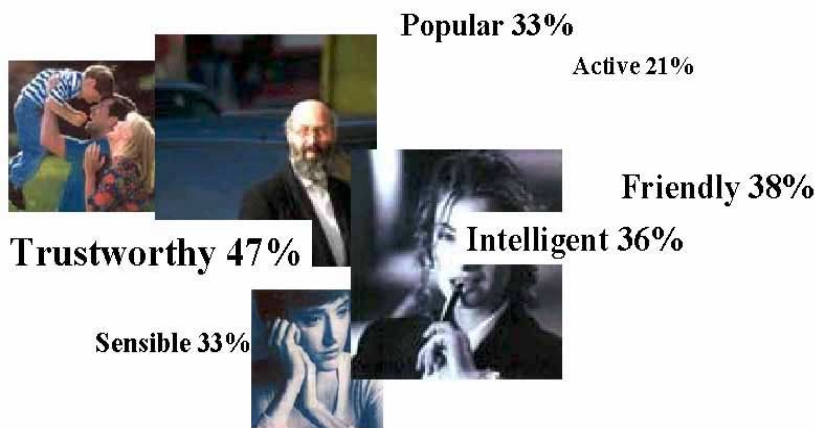 Popular 33%
Active 21%
Friendly 38%
Intelligent 36%
Trustworthy 47%
Sensible 33%